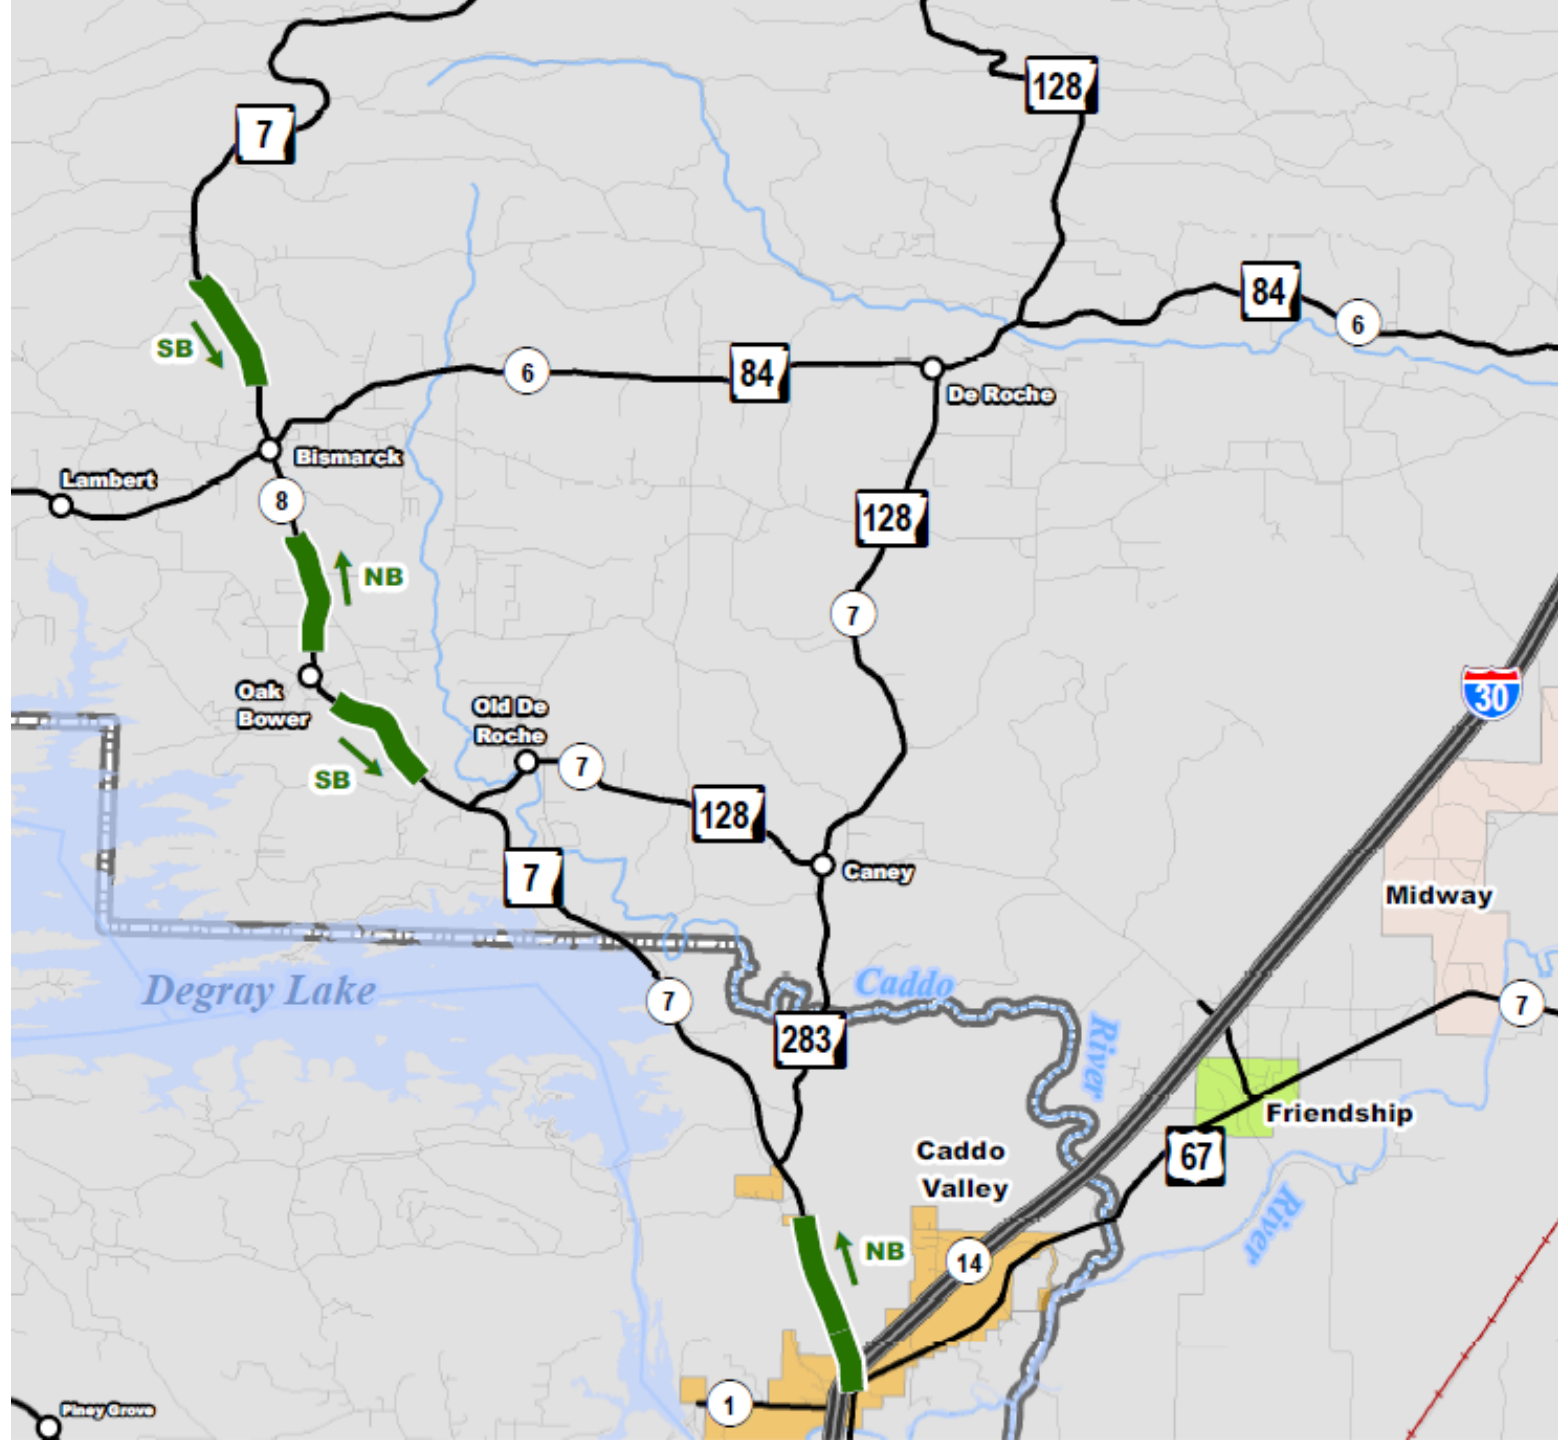 128
7
84
6
SB
6
84
De Roche
Bismarck
Lambert
8
128
NB
7
30
Oak
Bower
Old De
Roche
7
SB
128
Caney
7
Midway
Degray Lake
7
Caddo
River
7
283
Friendship
Caddo
Valley
67
River
NB
14
1
Piney Grove